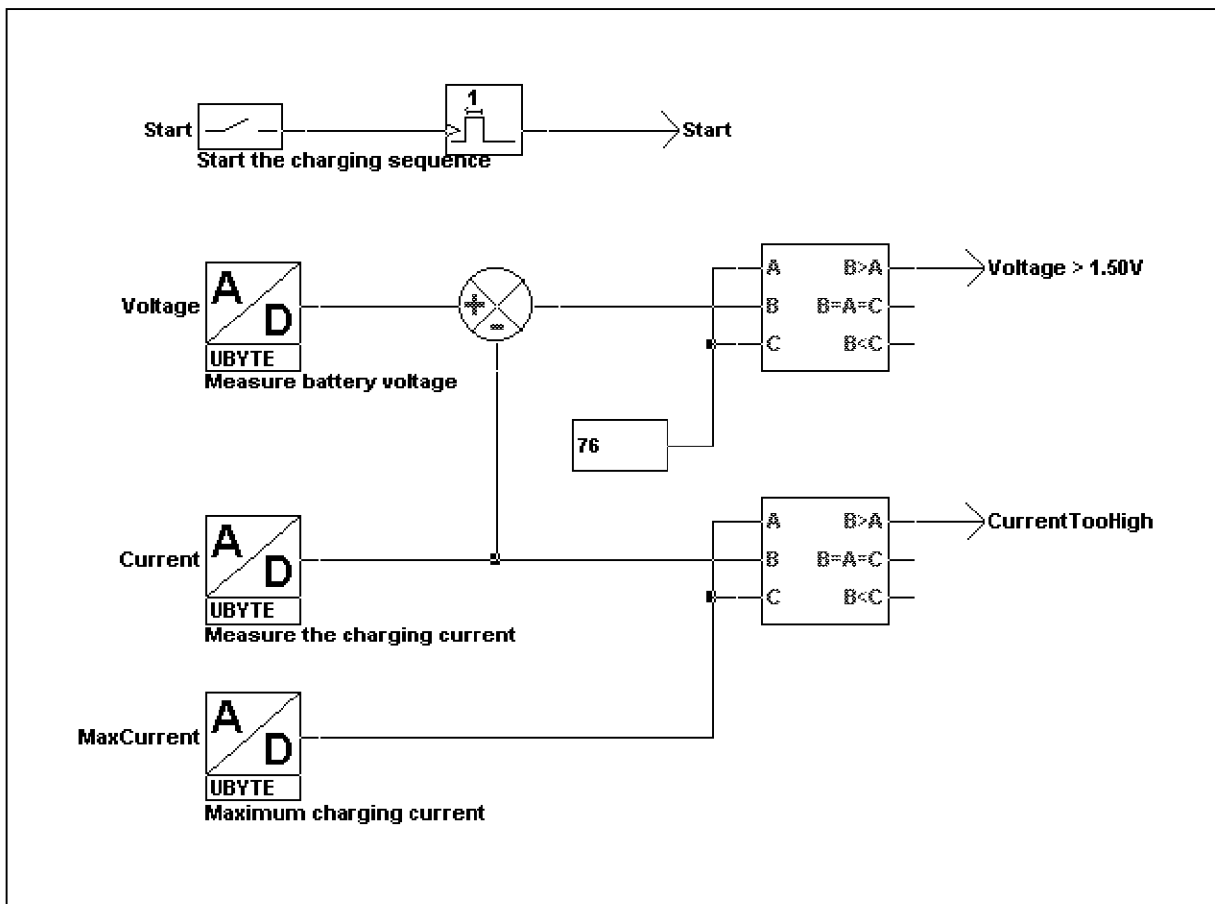 1
Start
Start
Start the charging sequence
A B>A
Voltage > 1.50V
Voltage
A
D
+
-
B B=A=C
C B<C
UBYTE
Measure battery voltage
76
A B>A
CurrentTooHigh
Current
A
D
B B=A=C
C B<C
UBYTE
Measure the charging current
MaxCurrent
A
D
UBYTE
Maximum charging current